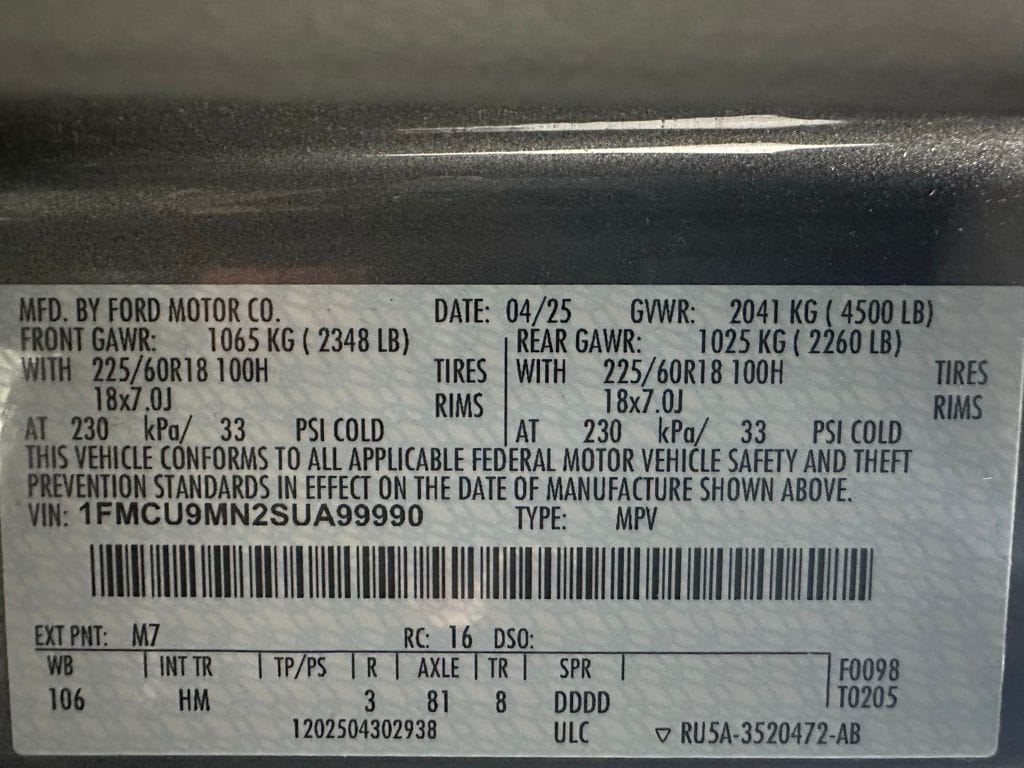 MFD. BY FORD MOTOR CO. DATE: 04/25 GVWR: 2041 KG ( 4500 LB)
FRONT GAWR: 1065 KG ( 2348 LB) REAR GAWR: 1025 KG ( 2260 LB)
WITH 225/60R18 100H TIRES WITH 225/60R18 100H TIRES
18x7.0J RIMS 18x7.0J RIMS
AT 230 kPa/ 33 PSI COLD AT 230 kPa/ 33 PSI COLD
THIS VEHICLE CONFORMS TO ALL APPLICABLE FEDERAL MOTOR VEHICLE SAFETY AND THEFT
PREVENTION STANDARDS IN EFFECT ON THE DATE OF MANUFACTURE SHOWN ABOVE.
VIN: 1FMCU9MN2SUA99990 TYPE: MPV
EXT PNT: M7 RC: 16 DSO:
WB | INT TR | TP/PS | R | AXLE | TR | SPR | F0098
106 HM 3 81 8 DDDD T0205
1202504302938 ULC ▽ RU5A-3520472-AB